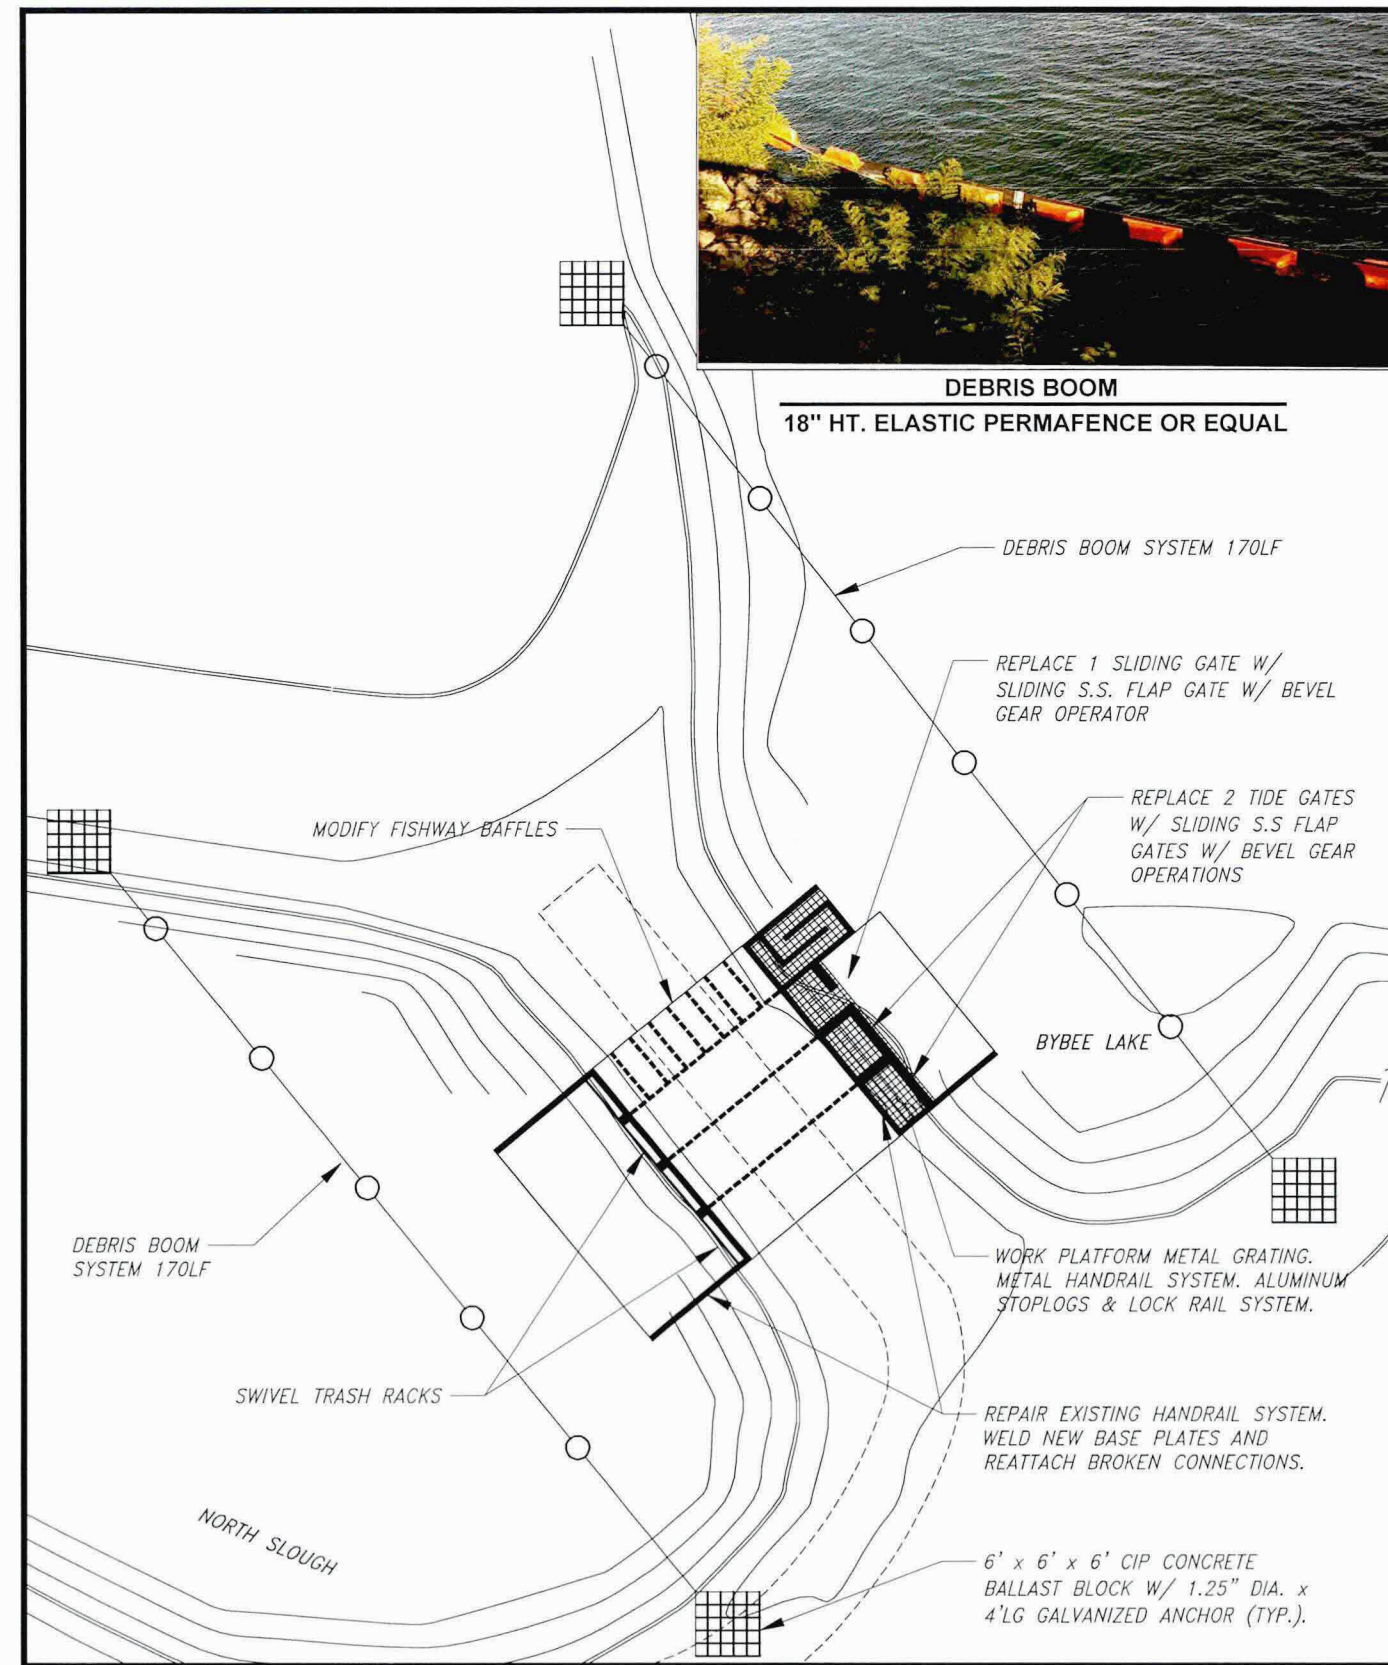 DEBRIS BOOM
18" HT. ELASTIC PERMAFENCE OR EQUAL
DEBRIS BOOM SYSTEM 170LF
REPLACE 1 SLIDING GATE W/
SLIDING S.S. FLAP GATE W/ BEVEL
GEAR OPERATOR
REPLACE 2 TIDE GATES
W/ SLIDING S.S FLAP
GATES W/ BEVEL GEAR
OPERATIONS
MODIFY FISHWAY BAFFLES
BYBEE LAKE
DEBRIS BOOM
SYSTEM 170LF
WORK PLATFORM METAL GRATING.
METAL HANDRAIL SYSTEM. ALUMINUM
STOPLOGS & LOCK RAIL SYSTEM.
SWIVEL TRASH RACKS
REPAIR EXISTING HANDRAIL SYSTEM.
WELD NEW BASE PLATES AND
REATTACH BROKEN CONNECTIONS.
NORTH SLOUGH
6' x 6' x 6' CIP CONCRETE
BALLAST BLOCK W/ 1.25" DIA. x
4'LG GALVANIZED ANCHOR (TYP.).